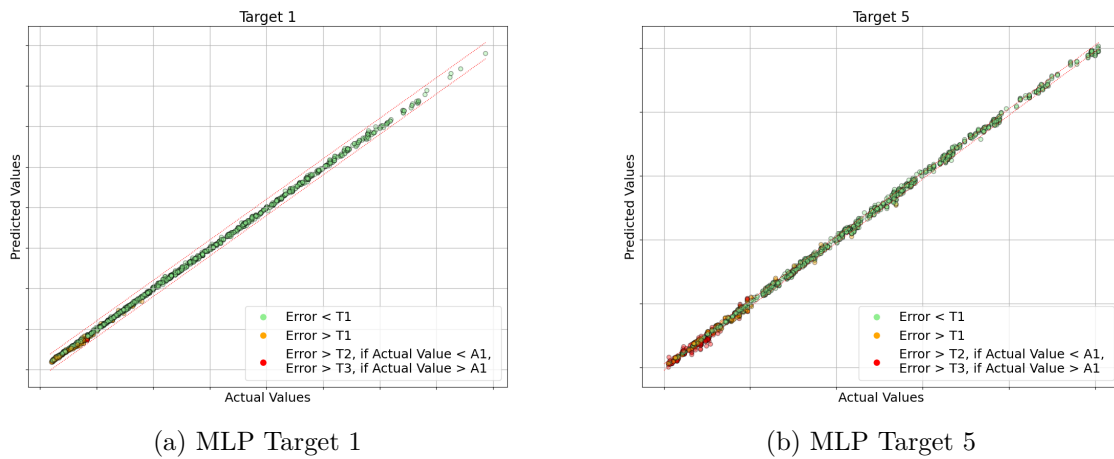 Target 1
Predicted Values
Error < T1
Error > T1
Error > T2, if Actual Value < A1,
Error > T3, if Actual Value > A1
Actual Values
(a) MLP Target 1
Target 5
Predicted Values
Error < T1
Error > T1
Error > T2, if Actual Value < A1,
Error > T3, if Actual Value > A1
Actual Values
(b) MLP Target 5